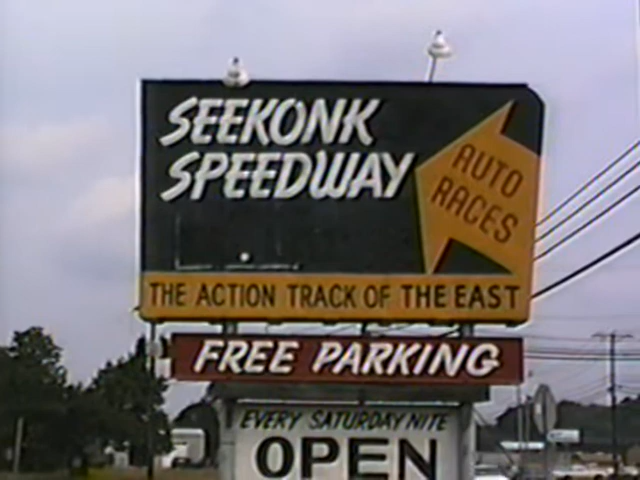 SEEKONK
SPEEDWAY
AUTO
RACES
THE ACTION TRACK OF THE EAST
FREE PARKING
EVERY SATURDAY NITE
OPEN